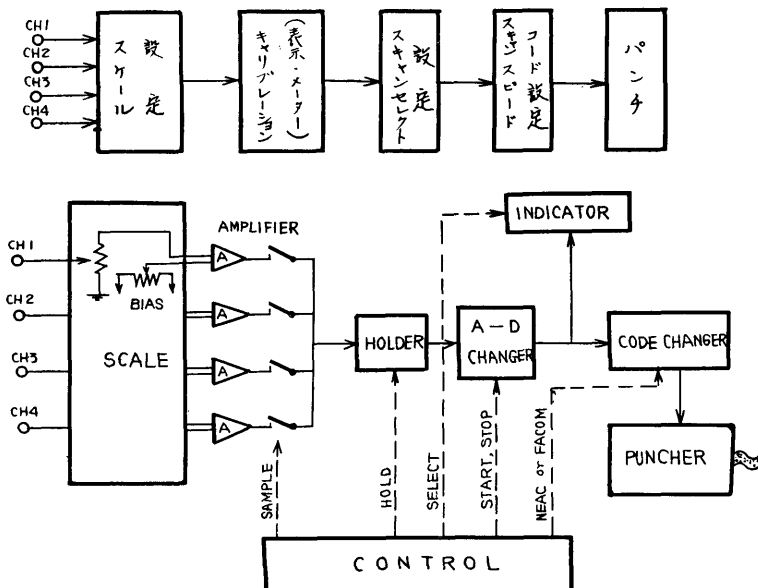 CH1
CH2
CH3
CH4
スケール
設定
キャリブレーション
(表示・メーター)
スキャンセレクト
設定
スキャンスピード
コード設定
パンチ
CH1
CH2
CH3
CH4
BIAS
SCALE
AMPLIFIER
A
A
A
A
HOLDER
A-D
CHANGER
INDICATOR
CODE CHANGER
PUNCHER
SAMPLE
HOLD
SELECT
START, STOP
NEAC or FACOM
CONTROL